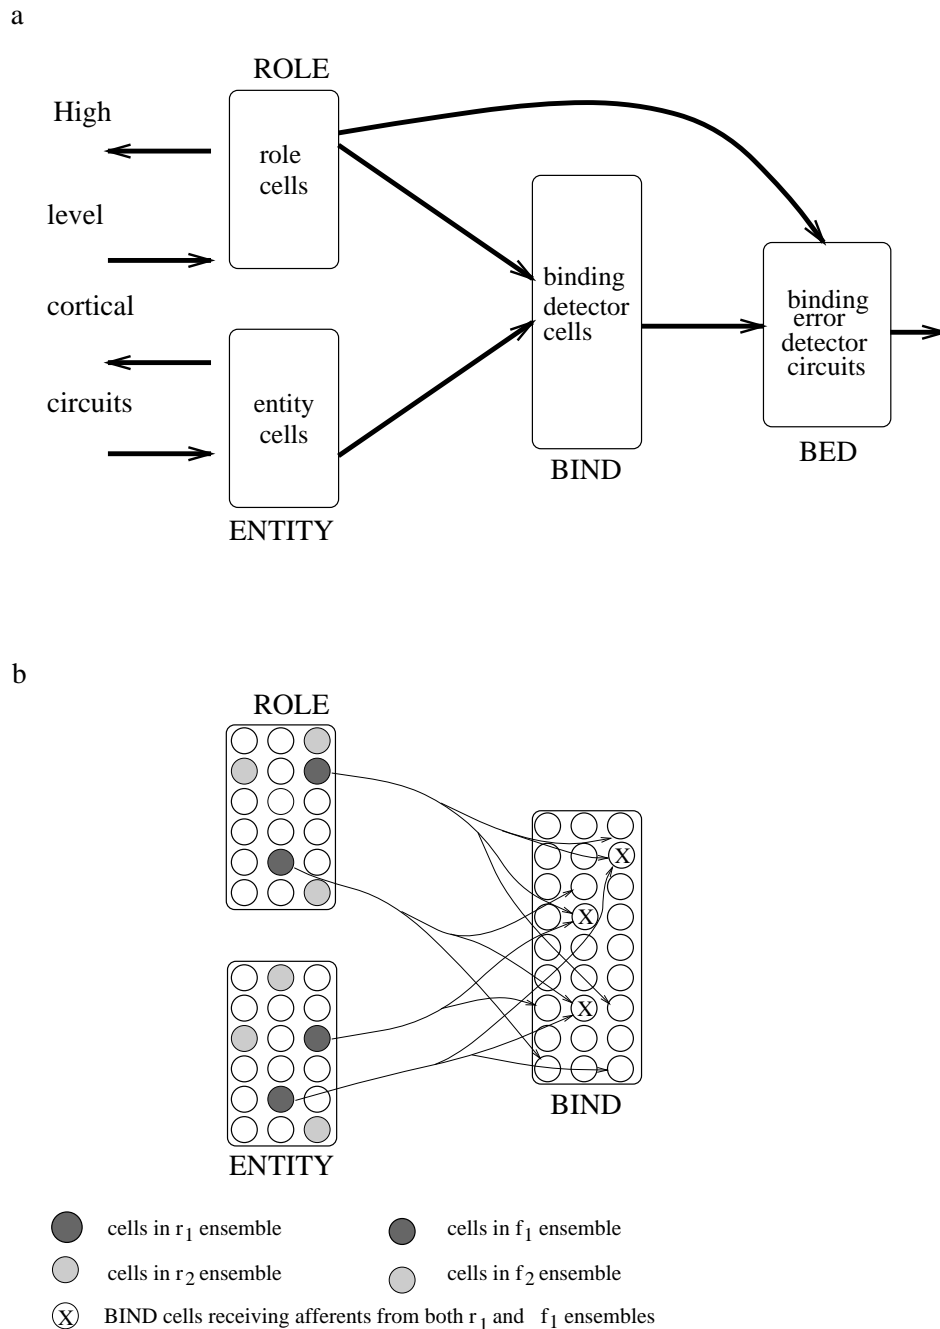 a
ROLE
High
role
cells
level
cortical
circuits
entity
cells
ENTITY
binding
detector
cells
BIND
binding
error
detector
circuits
BED
b
ROLE
X
X
X
BIND
ENTITY
cells in r1 ensemble
cells in f1 ensemble
cells in r2 ensemble
cells in f2 ensemble
X BIND cells receiving afferents from both r1 and f1 ensembles